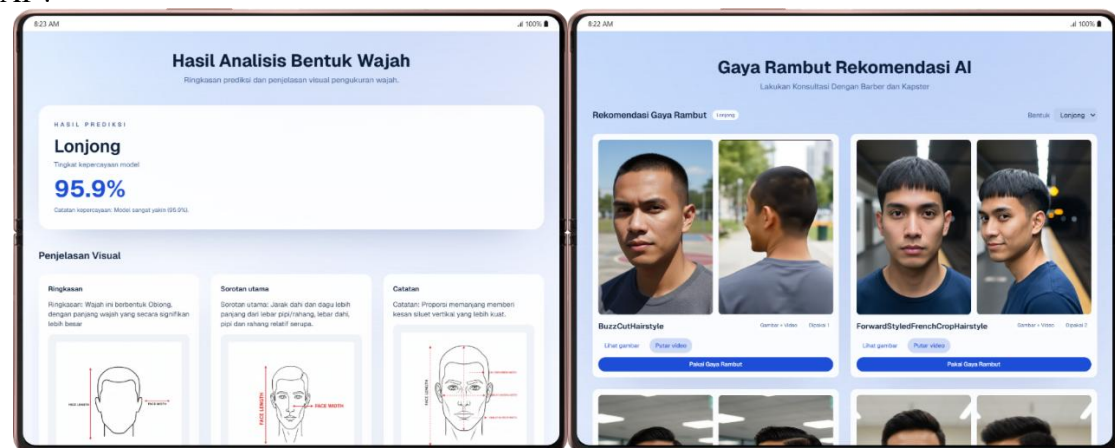 8:23 AM
100%
Hasil Analisis Bentuk Wajah
Ringkasan prediksi dan penjelasan visual pengukuran wajah.
HASIL PREDIKSI
Lonjong
Tingkat kepercayaan model
95.9%
Catatan kepercayaan: Model sangat yakin (95.9%).
Penjelasan Visual
Ringkasan
Ringkasan: Wajah ini berbentuk Oblong,
dengan panjang wajah yang secara signifikan
lebih besar
FACE LENGTH
FACE WIDTH
Sorotan utama
Sorotan utama: Jarak dahi dan dagu lebih
panjang dari lebar pipi/rahang, lebar dahi,
pipi dan rahang relatif serupa.
FACE LENGTH
FACE WIDTH
Catatan
Catatan: Proporsi memanjang memberi
kesan siluet vertikal yang lebih kuat.
FACE LENGTH
8:22 AM
100%
Gaya Rambut Rekomendasi AI
Lakukan Konsultasi Dengan Barber dan Kapster
Rekomendasi Gaya Rambut Lonjong
Bentuk Lonjong
BuzzCutHairstyle
Gambar + Video Dipakai 1
Lihat gambar Putar video
Pakai Gaya Rambut
ForwardStyledFrenchCropHairstyle
Gambar + Video Dipakai 2
Lihat gambar Putar video
Pakai Gaya Rambut